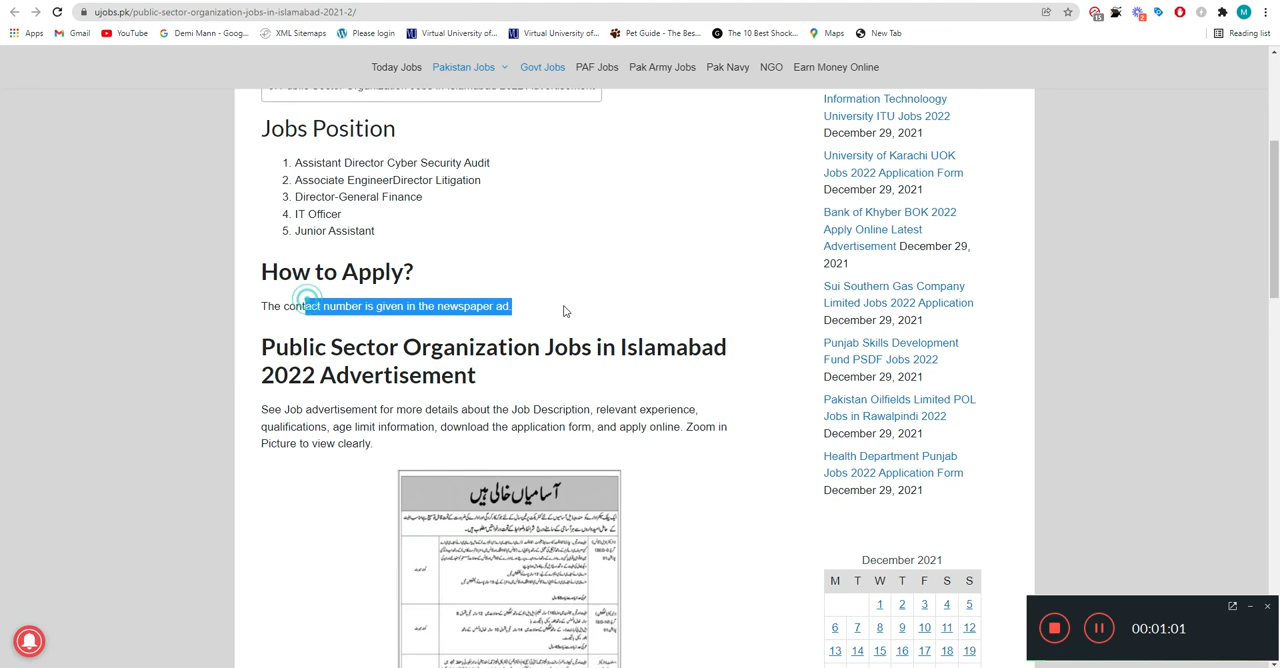 ujobs.pk/public-sector-organization-jobs-in-islamabad-2021-2/
15
2
M
Apps
Gmail
YouTube
Demi Mann - Goog...
XML Sitemaps
Please login
Virtual University of...
Virtual University of...
Pet Guide - The Bes...
The 10 Best Shock...
Maps
New Tab
Reading list
Today Jobs
Pakistan Jobs
Govt Jobs
PAF Jobs
Pak Army Jobs
Pak Navy
NGO
Earn Money Online
Jobs Position
1. Assistant Director Cyber Security Audit
2. Associate EngineerDirector Litigation
3. Director-General Finance
4. IT Officer
5. Junior Assistant
How to Apply?
The contact number is given in the newspaper ad.
Public Sector Organization Jobs in Islamabad
2022 Advertisement
See Job advertisement for more details about the Job Description, relevant experience,
qualifications, age limit information, download the application form, and apply online. Zoom in
Picture to view clearly.
آسامیاں خالی ہیں
Information Technoloogy
University ITU Jobs 2022
December 29, 2021
University of Karachi UOK
Jobs 2022 Application Form
December 29, 2021
Bank of Khyber BOK 2022
Apply Online Latest
Advertisement December 29,
2021
Sui Southern Gas Company
Limited Jobs 2022 Application
December 29, 2021
Punjab Skills Development
Fund PSDF Jobs 2022
December 29, 2021
Pakistan Oilfields Limited POL
Jobs in Rawalpindi 2022
December 29, 2021
Health Department Punjab
Jobs 2022 Application Form
December 29, 2021
December 2021
M T W T F S S
1 2 3 4 5
6 7 8 9 10 11 12
13 14 15 16 17 18 19
00:01:01